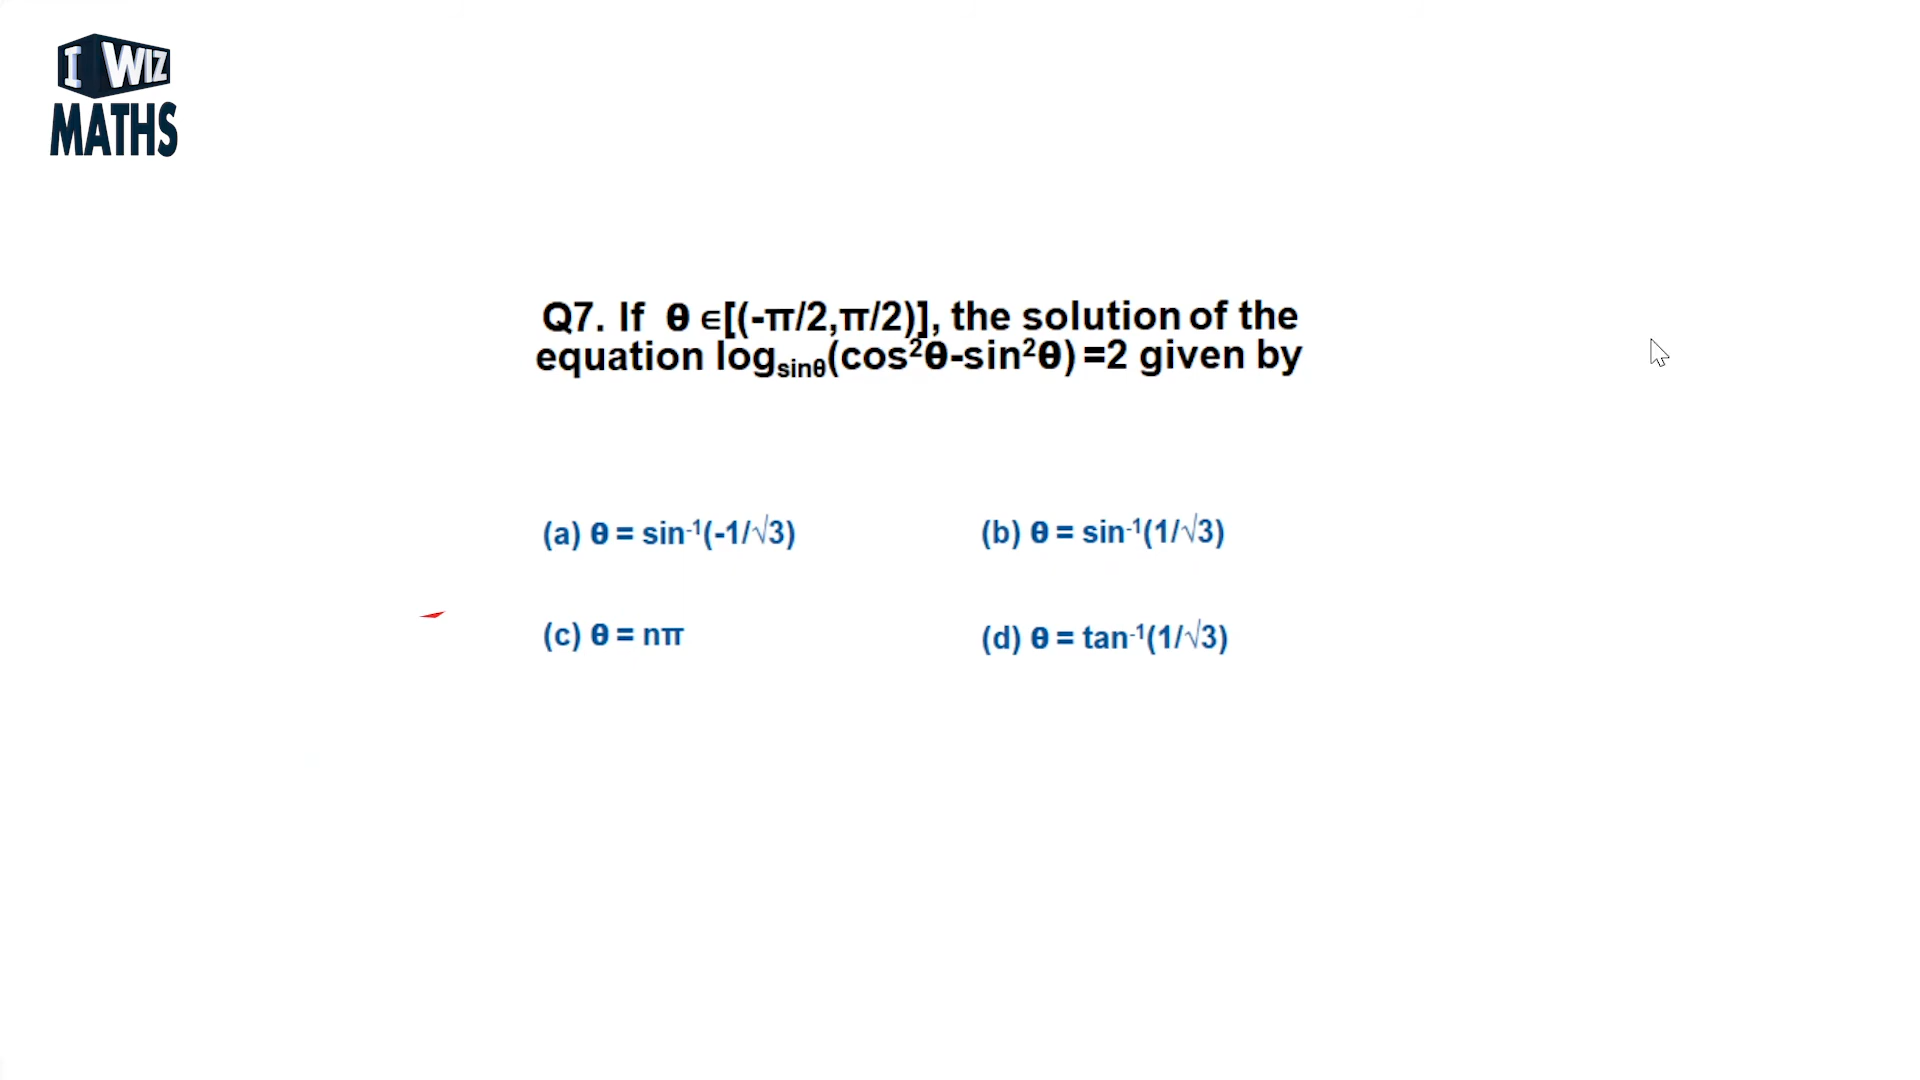 I WIZ
MATHS
Q7. If θ ∈[(-π/2,π/2)], the solution of the
equation log_sinθ(cos²θ-sin²θ) =2 given by
(a) θ = sin⁻¹(-1/√3)
(b) θ = sin⁻¹(1/√3)
(c) θ = nπ
(d) θ = tan⁻¹(1/√3)